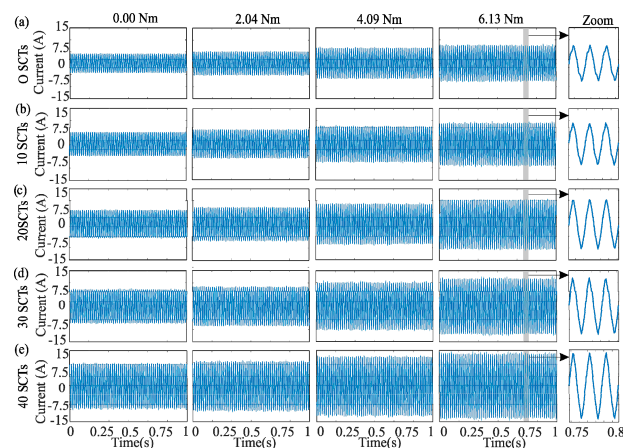 0.00 Nm 2.04 Nm 4.09 Nm 6.13 Nm Zoom
(a)
O SCTs
Current (A)
15
7.5
0
-7.5
-15
(b)
10 SCTs
Current (A)
15
7.5
0
-7.5
-15
(c)
20SCTs
Current (A)
15
7.5
0
-7.5
-15
(d)
30 SCTs
Current (A)
15
7.5
0
-7.5
-15
(e)
40 SCTs
Current (A)
15
7.5
0
-7.5
-15
0 0.25 0.5 0.75 1 0 0.25 0.5 0.75 1 0 0.25 0.5 0.75 1 0 0.25 0.5 0.75 1 0.75 0.8
Time(s) Time(s) Time(s) Time(s)